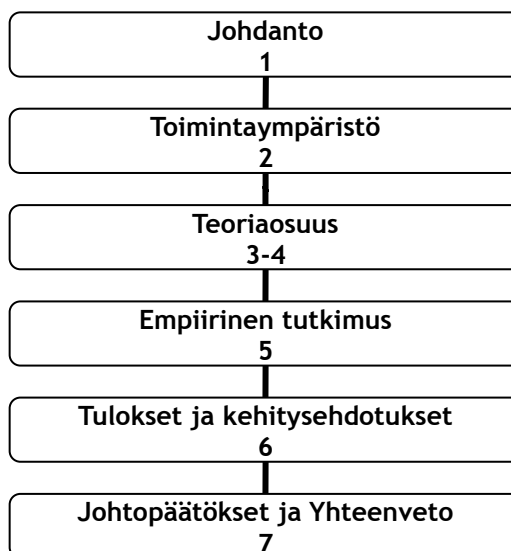 Johdanto
1
Toimintaympäristö
2
Teoriaosuus
3-4
Empiirinen tutkimus
5
Tulokset ja kehitysehdotukset
6
Johtopäätökset ja Yhteenveto
7